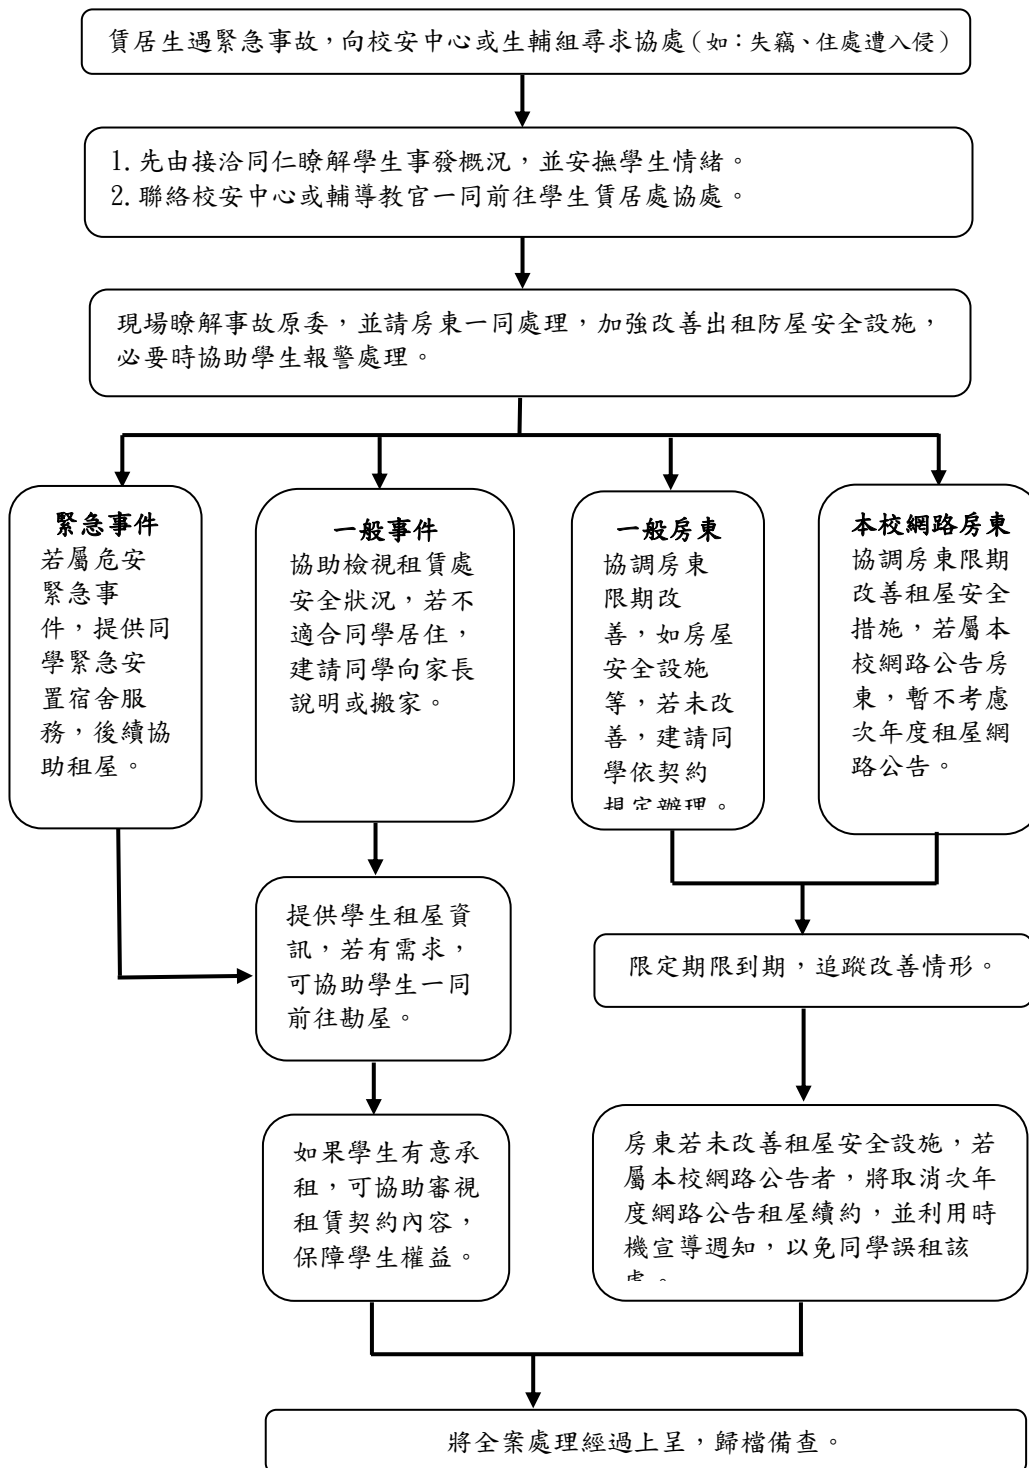 賃居生遇緊急事故，向校安中心或生輔組尋求協處（如：失竊、住處遭入侵）
1. 先由接洽同仁瞭解學生事發概況，並安撫學生情緒。
2. 聯絡校安中心或輔導教官一同前往學生賃居處協處。
現場瞭解事故原委，並請房東一同處理，加強改善出租防屋安全設施，
必要時協助學生報警處理。
緊急事件
若屬危安
緊急事
件，提供同
學緊急安
置宿舍服
務，後續協
助租屋。
一般事件
協助檢視租賃處
安全狀況，若不
適合同學居住，
建請同學向家長
說明或搬家。
一般房東
協調房東
限期改
善，如房屋
安全設施
等，若未改
善，建請同
學依契約
規定辦理。
本校網路房東
協調房東限期
改善租屋安全
措施，若屬本
校網路公告房
東，暫不考慮
次年度租屋網
路公告。
提供學生租屋資
訊，若有需求，
可協助學生一同
前往勘屋。
限定期限到期，追蹤改善情形。
如果學生有意承
租，可協助審視
租賃契約內容，
保障學生權益。
房東若未改善租屋安全設施，若
屬本校網路公告者，將取消次年
度網路公告租屋續約，並利用時
機宣導週知，以免同學誤租該
處。
將全案處理經過上呈，歸檔備查。